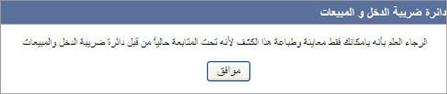 دائرة ضريبة الدخل و المبيعات
الرجاء العلم بأنه بإمكانك فقط معاينة وطباعة هذا الكشف لأنه تحت المتابعة حالياً من قبل دائرة ضريبة الدخل والمبيعات
موافق